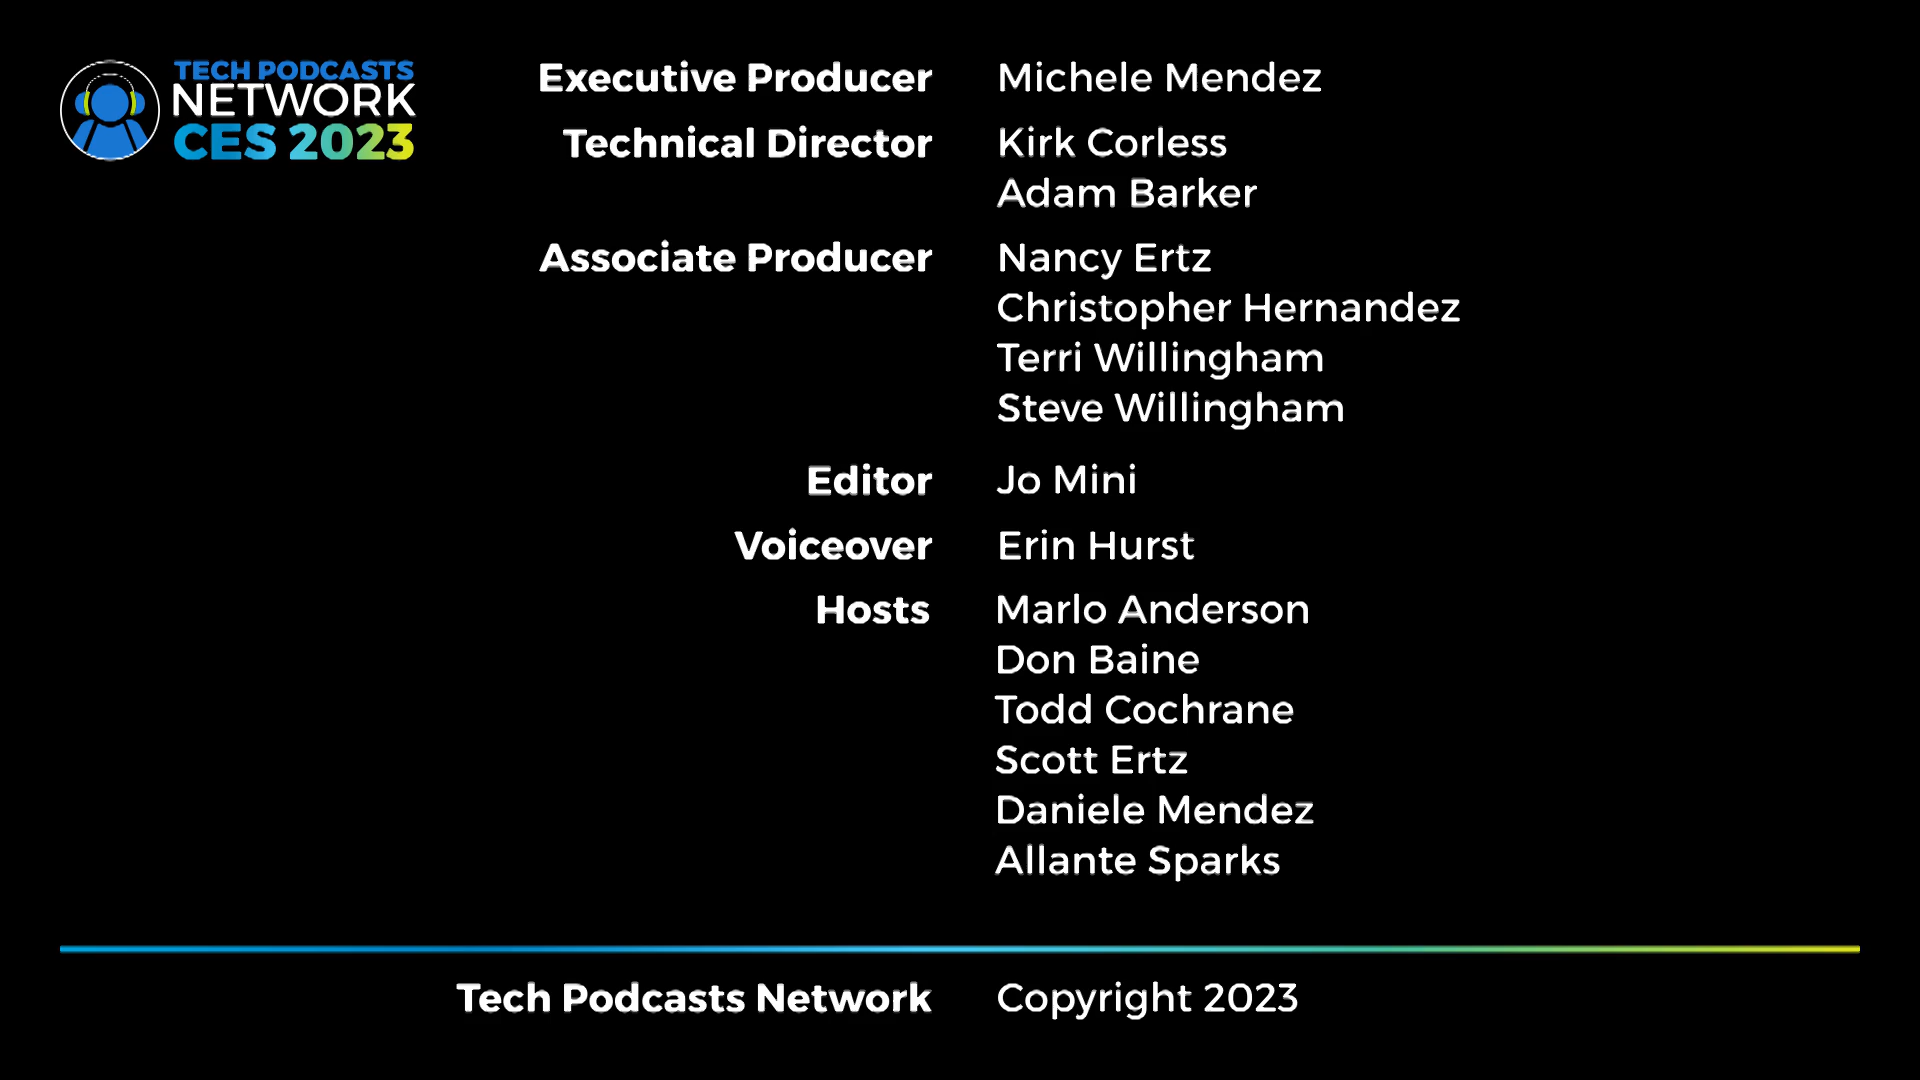 TECH PODCASTS
NETWORK
CES 2023
Executive Producer Michele Mendez
Technical Director Kirk Corless
Adam Barker
Associate Producer Nancy Ertz
Christopher Hernandez
Terri Willingham
Steve Willingham
Editor Jo Mini
Voiceover Erin Hurst
Hosts Marlo Anderson
Don Baine
Todd Cochrane
Scott Ertz
Daniele Mendez
Allante Sparks
Tech Podcasts Network Copyright 2023